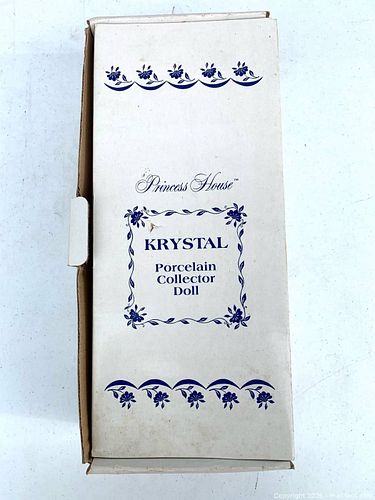 Princess House™
KRYSTAL
Porcelain
Collector
Doll